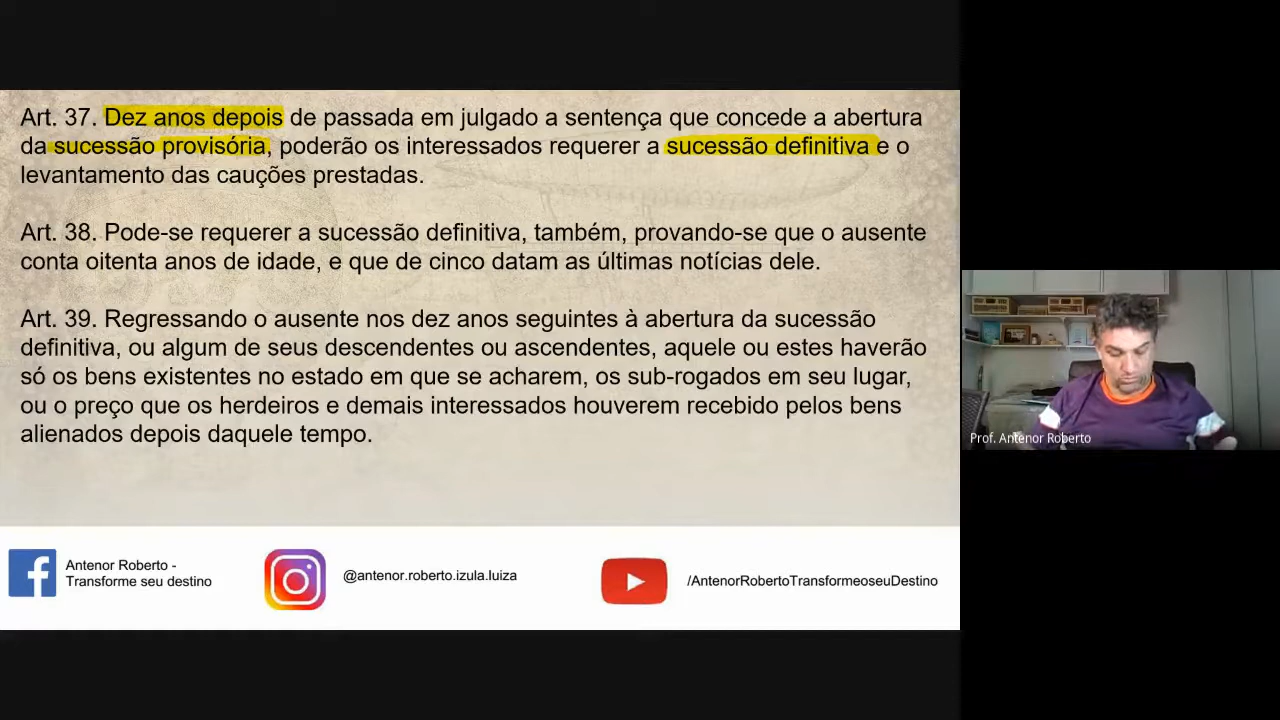 Art. 37. Dez anos depois de passada em julgado a sentença que concede a abertura
da sucessão provisória, poderão os interessados requerer a sucessão definitiva e o
levantamento das cauções prestadas.
Art. 38. Pode-se requerer a sucessão definitiva, também, provando-se que o ausente
conta oitenta anos de idade, e que de cinco datam as últimas notícias dele.
Art. 39. Regressando o ausente nos dez anos seguintes à abertura da sucessão
definitiva, ou algum de seus descendentes ou ascendentes, aquele ou estes haverão
só os bens existentes no estado em que se acharem, os sub-rogados em seu lugar,
ou o preço que os herdeiros e demais interessados houverem recebido pelos bens
alienados depois daquele tempo.
Prof. Antenor Roberto
Antenor Roberto -
Transforme seu destino
@antenor.roberto.izula.luiza
/AntenorRobertoTransformeoseuDestino